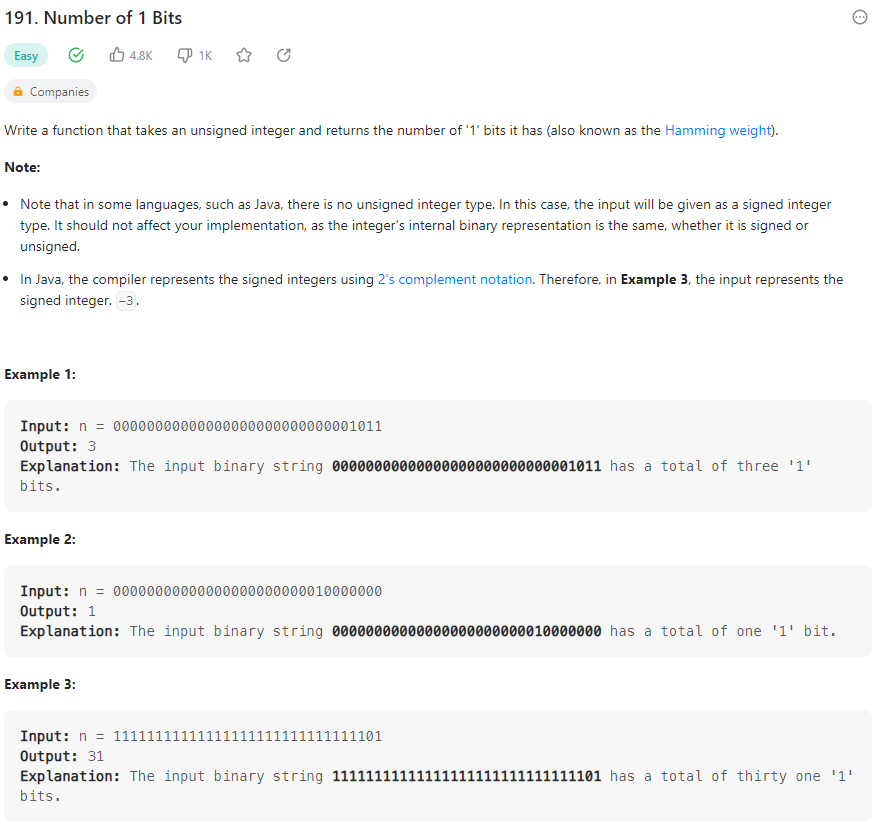 191. Number of 1 Bits
Easy 4.8K 1K
Companies
Write a function that takes an unsigned integer and returns the number of '1' bits it has (also known as the Hamming weight).
Note:
• Note that in some languages, such as Java, there is no unsigned integer type. In this case, the input will be given as a signed integer
type. It should not affect your implementation, as the integer's internal binary representation is the same, whether it is signed or
unsigned.
• In Java, the compiler represents the signed integers using 2's complement notation. Therefore, in Example 3, the input represents the
signed integer. -3.
Example 1:
Input: n = 00000000000000000000000000001011
Output: 3
Explanation: The input binary string 00000000000000000000000000001011 has a total of three '1'
bits.
Example 2:
Input: n = 00000000000000000000000010000000
Output: 1
Explanation: The input binary string 00000000000000000000000010000000 has a total of one '1' bit.
Example 3:
Input: n = 11111111111111111111111111111101
Output: 31
Explanation: The input binary string 11111111111111111111111111111101 has a total of thirty one '1'
bits.